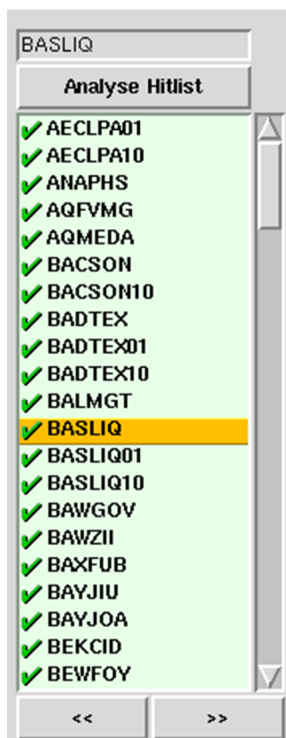 BASLIQ
Analyse Hitlist
AECLPA01
AECLPA10
ANAPHS
AQFVMG
AQMEDA
BACSON
BACSON10
BADTEX
BADTEX01
BADTEX10
BALMGT
BASLIQ
BASLIQ01
BASLIQ10
BAWGOV
BAWZII
BAXFUB
BAYJIU
BAYJOA
BEKCID
BEWFOY
<< >>